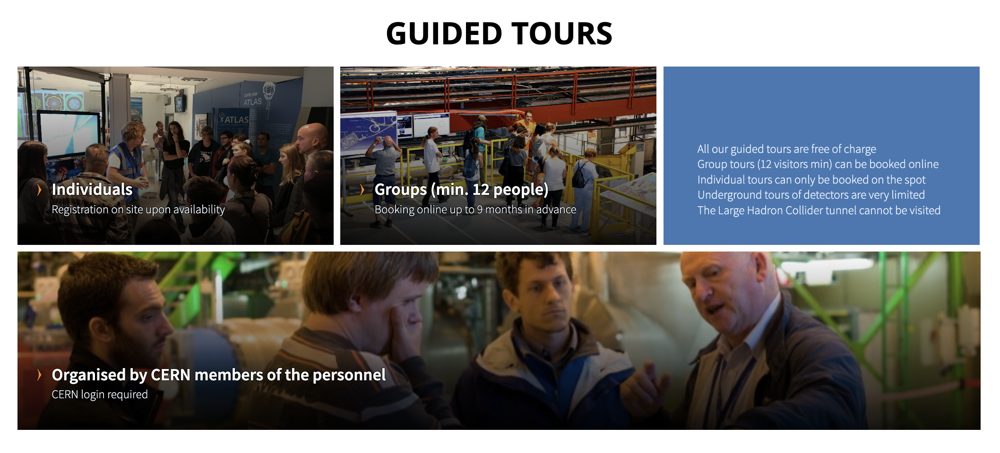 GUIDED TOURS
CONTROL ROOM
ATLAS
ATLAS
Individuals
Registration on site upon availability
Groups (min. 12 people)
Booking online up to 9 months in advance
All our guided tours are free of charge
Group tours (12 visitors min) can be booked online
Individual tours can only be booked on the spot
Underground tours of detectors are very limited
The Large Hadron Collider tunnel cannot be visited
Organised by CERN members of the personnel
CERN login required